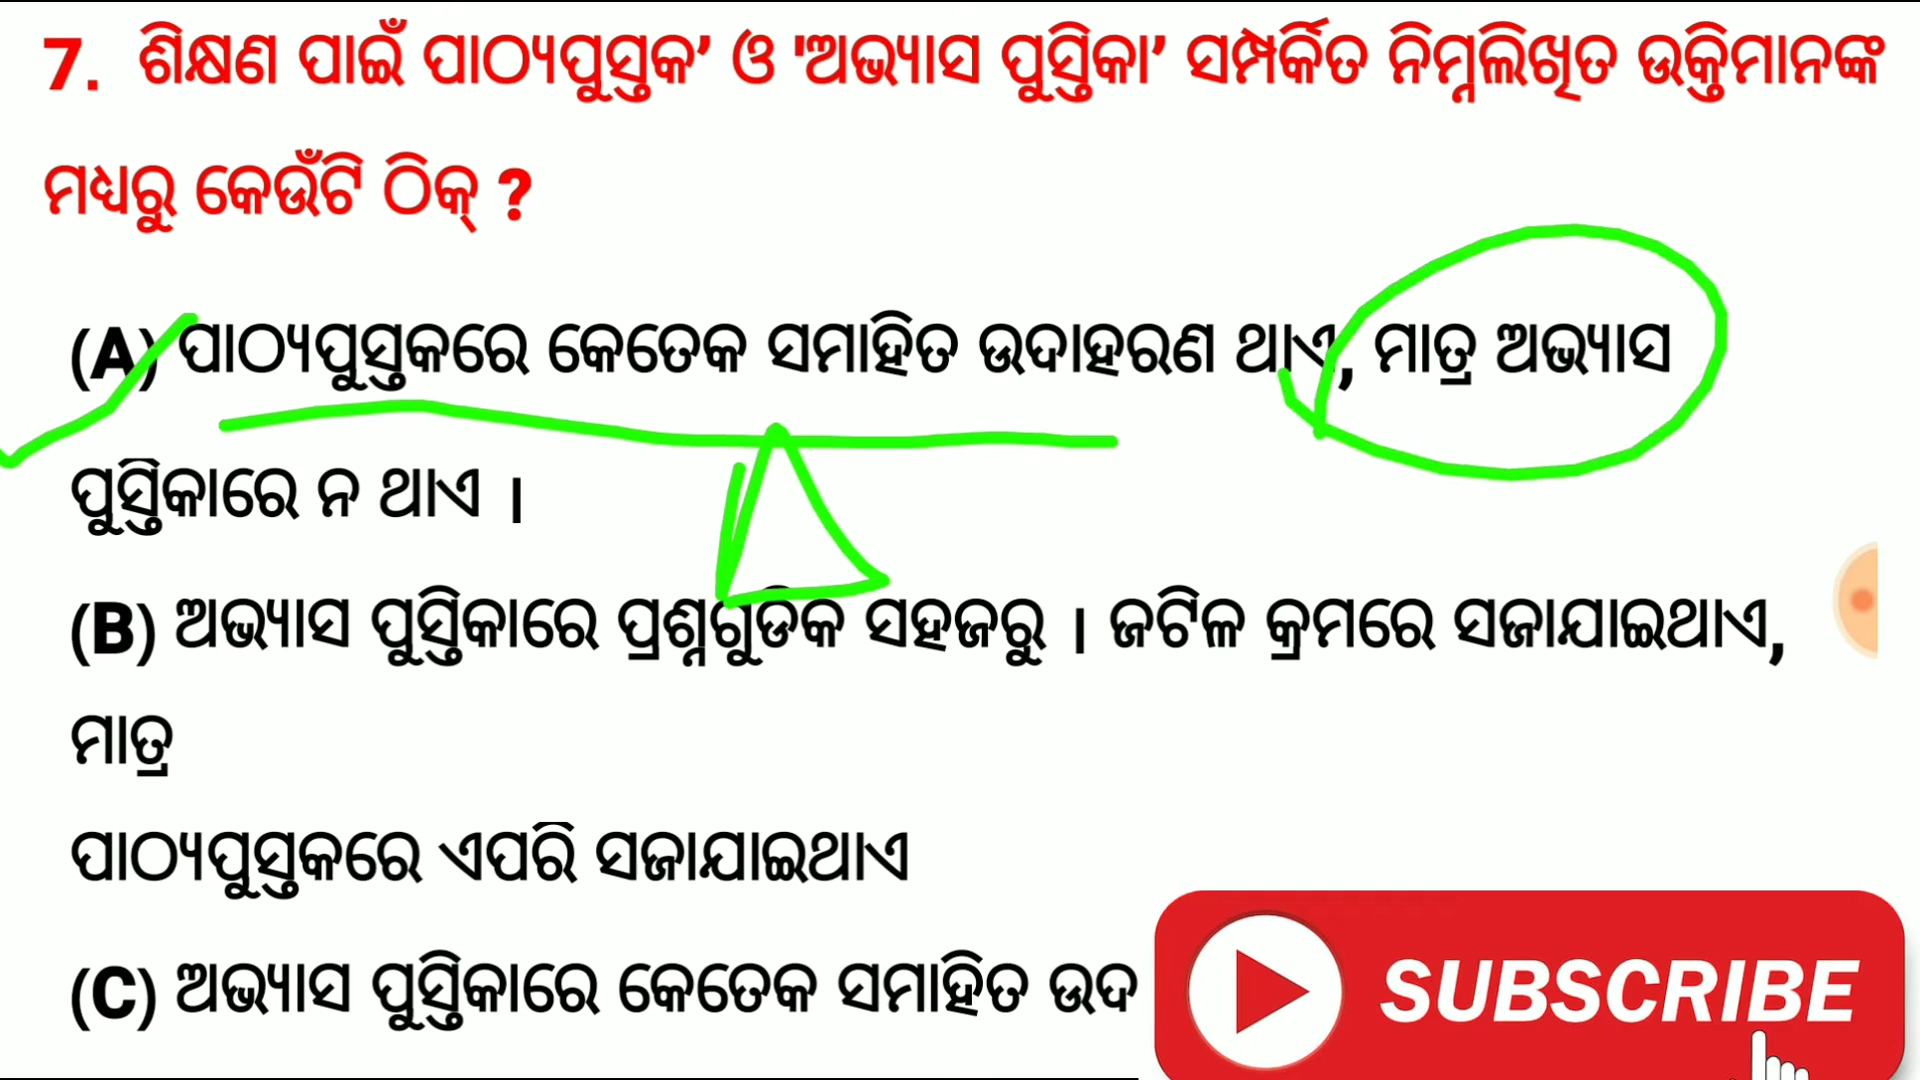 7. ଶିକ୍ଷଣ ପାଇଁ ପାଠ୍ୟପୁସ୍ତକ’ ଓ 'ଅଭ୍ୟାସ ପୁସ୍ତିକା’ ସମ୍ପର୍କିତ ନିମ୍ନଲିଖିତ ଉକ୍ତିମାନଙ୍କ
ମଧ୍ଯରୁ କେଉଁଟି ଠିକ୍ ?
(A) ପାଠ୍ୟପୁସ୍ତକରେ କେତେକ ସମାହିତ ଉଦାହରଣ ଥାଏ, ମାତ୍ର ଅଭ୍ୟାସ
ପୁସ୍ତିକାରେ ନ ଥାଏ ।
(B) ଅଭ୍ୟାସ ପୁସ୍ତିକାରେ ପ୍ରଶ୍ନଗୁଡିକ ସହଜରୁ । ଜଟିଳ କ୍ରମରେ ସଜାଯାଇଥାଏ,
ମାତ୍ର
ପାଠ୍ୟପୁସ୍ତକରେ ଏପରି ସଜାଯାଇଥାଏ
(C) ଅଭ୍ୟାସ ପୁସ୍ତିକାରେ କେତେକ ସମାହିତ ଉଦ
SUBSCRIBE